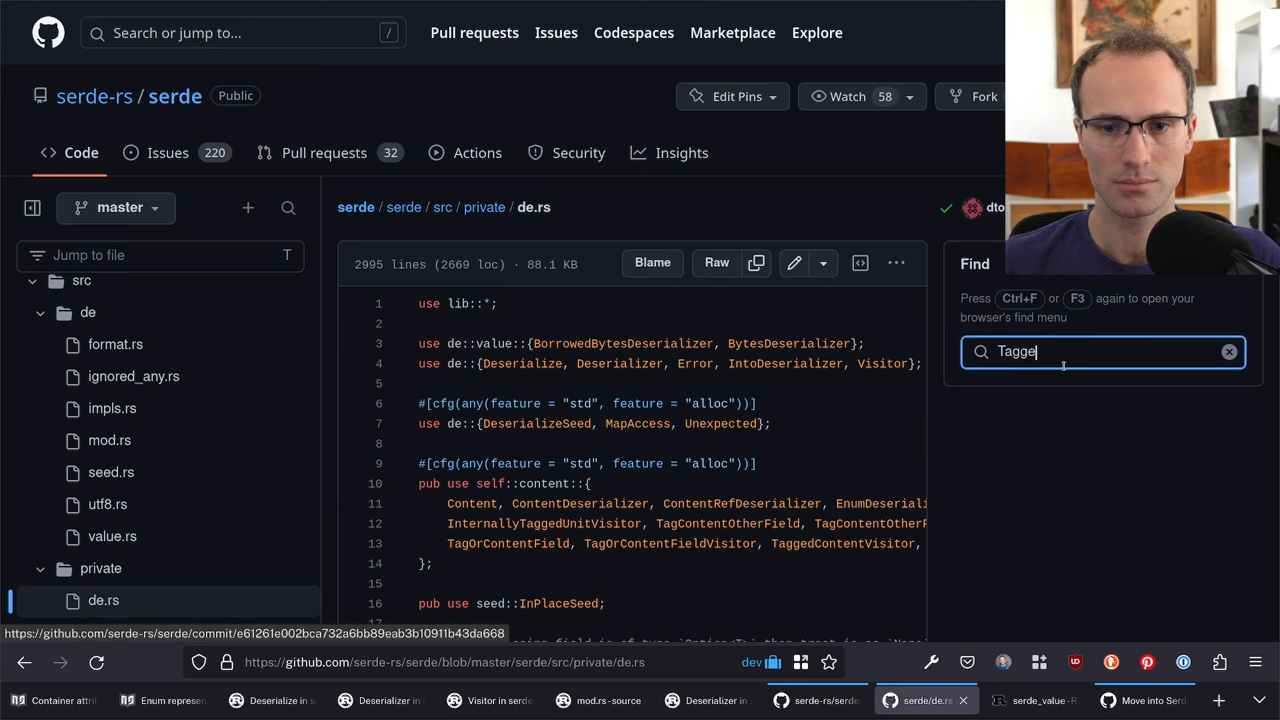 Search or jump to...
/
Pull requests
Issues
Codespaces
Marketplace
Explore
serde-rs / serde
Public
Edit Pins
Watch 58
Fork
Code
Issues 220
Pull requests 32
Actions
Security
Insights
master
serde / serde / src / private / de.rs
dto
Jump to file
T
src
de
format.rs
ignored_any.rs
impls.rs
mod.rs
seed.rs
utf8.rs
value.rs
private
de.rs
2995 lines (2669 loc) · 88.1 KB
Blame
Raw
1 use lib::*;
2
3 use de::value::{BorrowedBytesDeserializer, BytesDeserializer};
4 use de::{Deserialize, Deserializer, Error, IntoDeserializer, Visitor};
5
6 #[cfg(any(feature = "std", feature = "alloc"))]
7 use de::{DeserializeSeed, MapAccess, Unexpected};
8
9 #[cfg(any(feature = "std", feature = "alloc"))]
10 pub use self::content::{
11 Content, ContentDeserializer, ContentRefDeserializer, EnumDeseriali
12 InternallyTaggedUnitVisitor, TagContentOtherField, TagContentOtherF
13 TagOrContentField, TagOrContentFieldVisitor, TaggedContentVisitor,
14 };
15
16 pub use seed::InPlaceSeed;
17
Find
Press Ctrl+F or F3 again to open your
browser's find menu
Tagge
https://github.com/serde-rs/serde/commit/e61261e002bca732a6bb89eab3b10911b43da668
https://github.com/serde-rs/serde/blob/master/serde/src/private/de.rs
dev
Container attri
Enum represen
Deserialize in s
Deserializer in
Visitor in serde
mod.rs - source
Deserializer in
serde-rs/serde
serde/de.rs
serde_value - R
Move into Serd